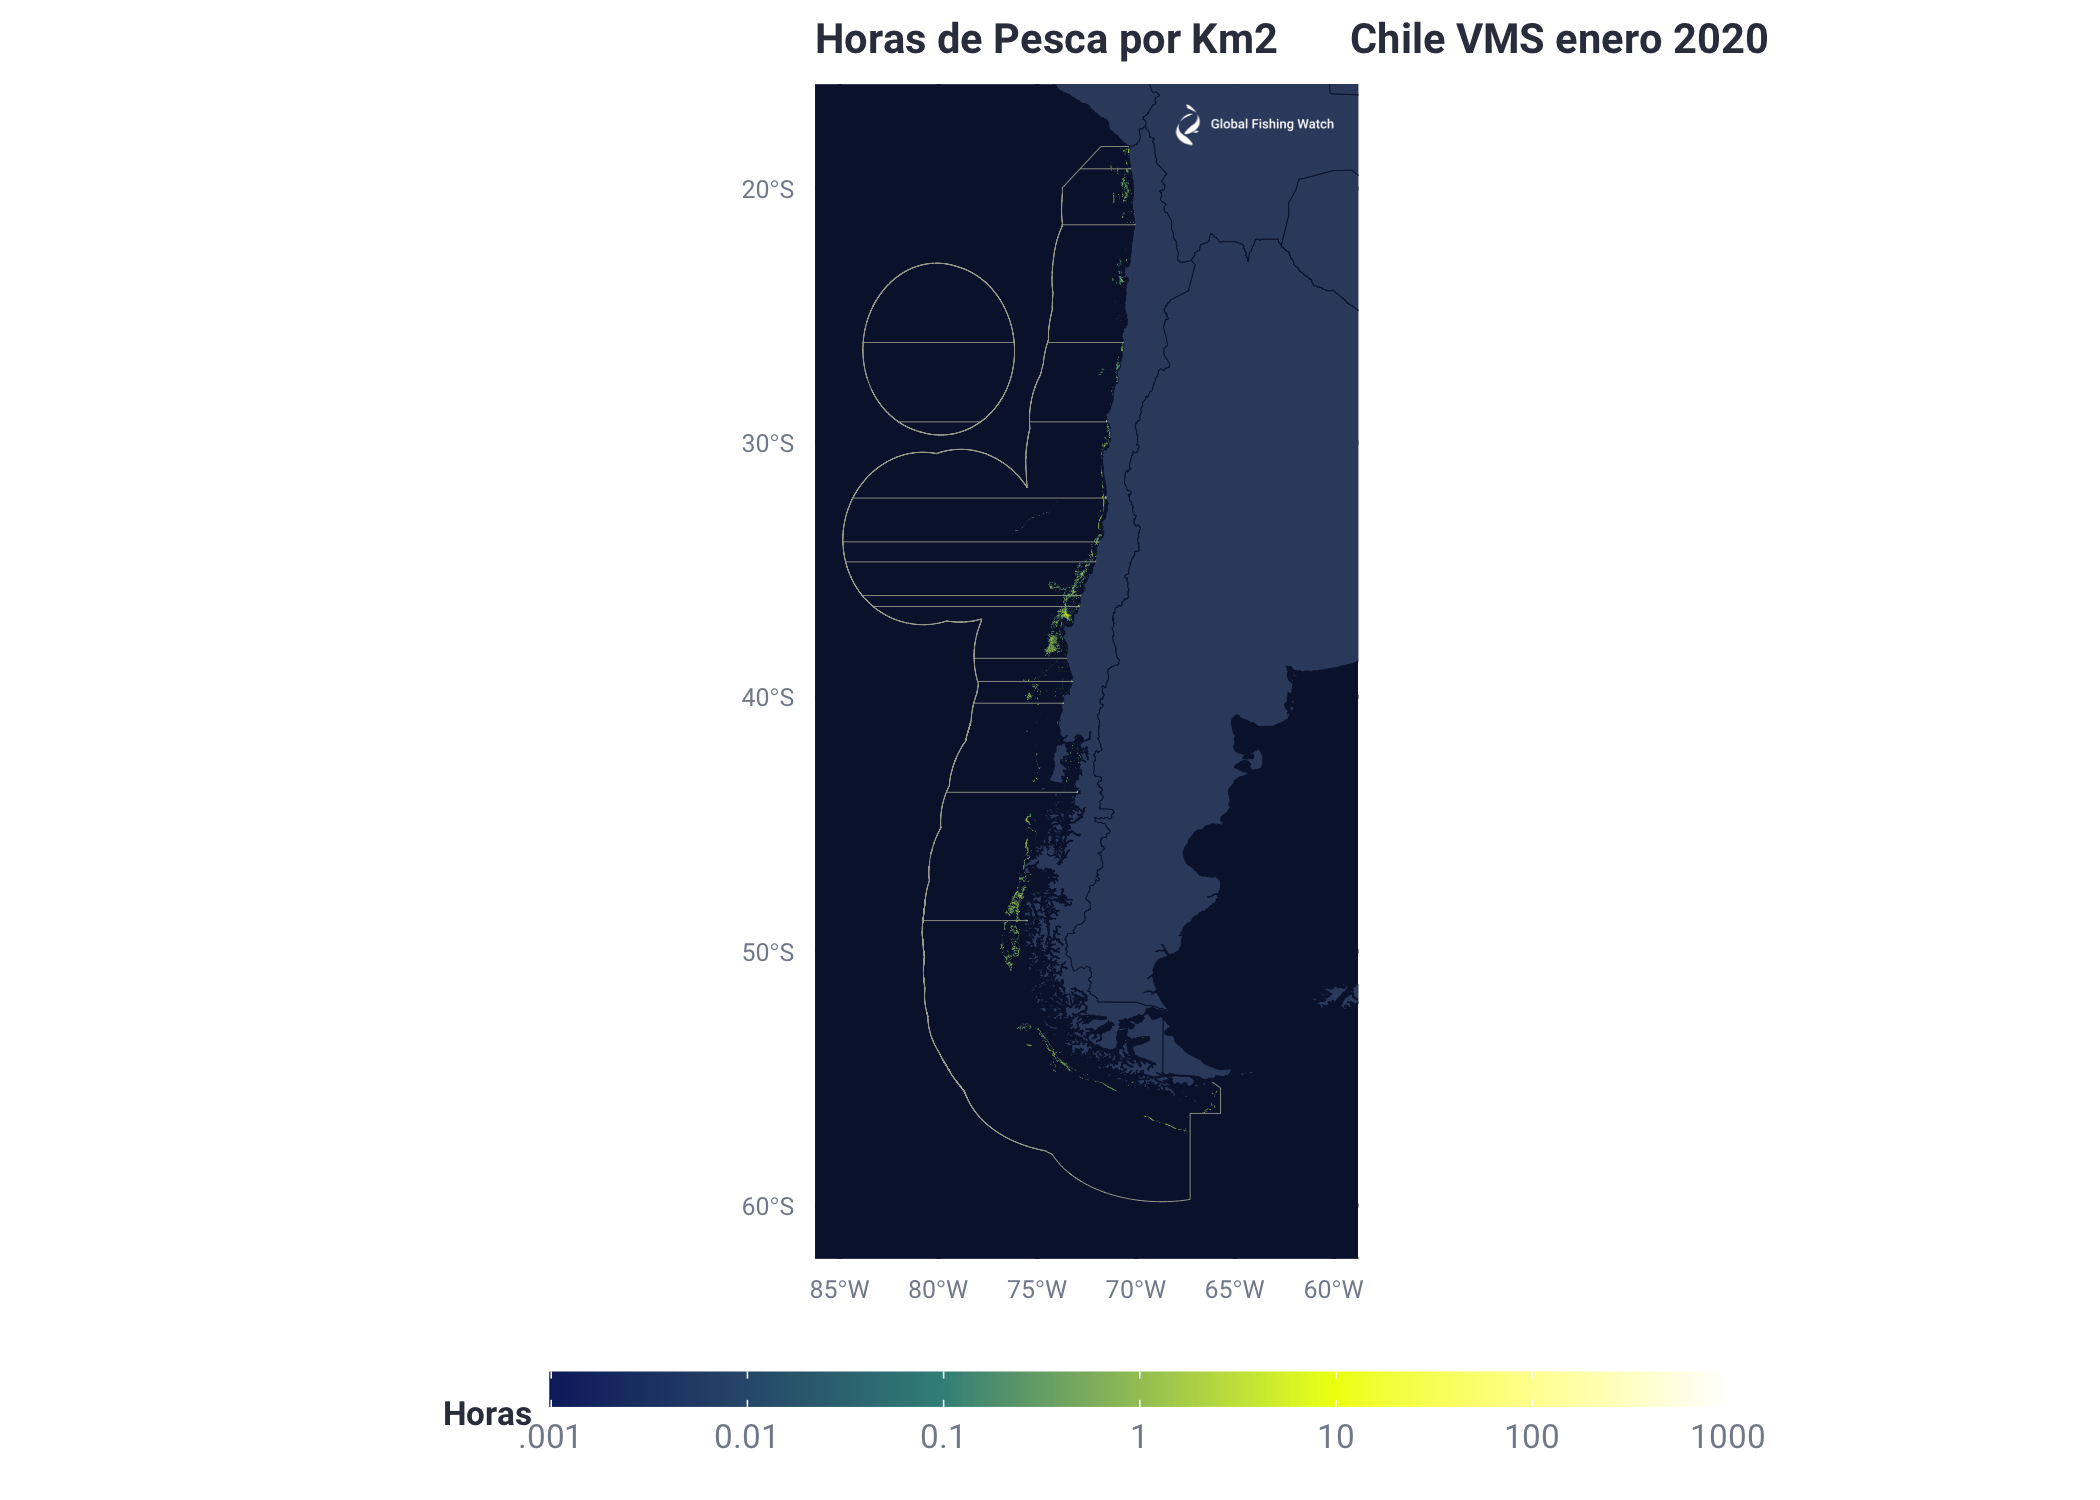 Horas de Pesca por Km2 Chile VMS enero 2020
Global Fishing Watch
20°S
30°S
40°S
50°S
60°S
85°W 80°W 75°W 70°W 65°W 60°W
Horas
.001 0.01 0.1 1 10 100 1000